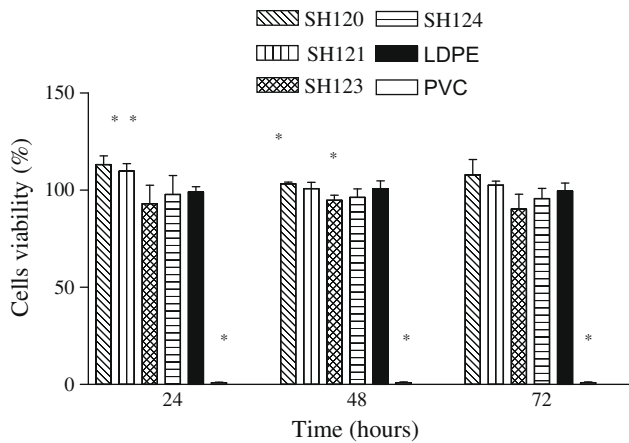 SH120 SH124
SH121 LDPE
SH123 PVC
150
* *
*
*
100
50
*
*
*
0
24 48 72
Cells viability (%)
Time (hours)